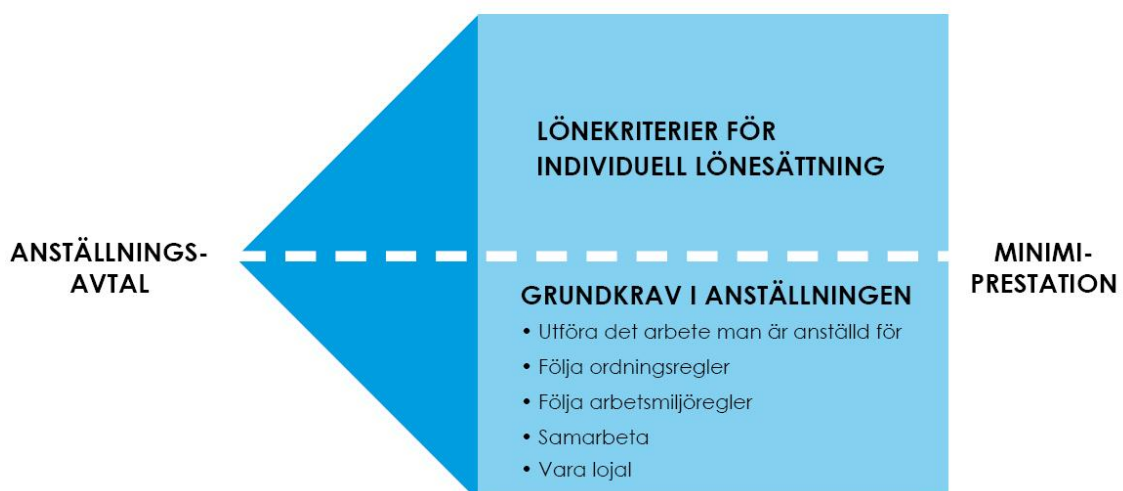 LÖNEKRITERIER FÖR
INDIVIDUELL LÖNESÄTTNING
ANSTÄLLNINGS-
AVTAL
MINIMI-
PRESTATION
GRUNDKRAV I ANSTÄLLNINGEN
• Utföra det arbete man är anställd för
• Följa ordningsregler
• Följa arbetsmiljöregler
• Samarbeta
• Vara lojal